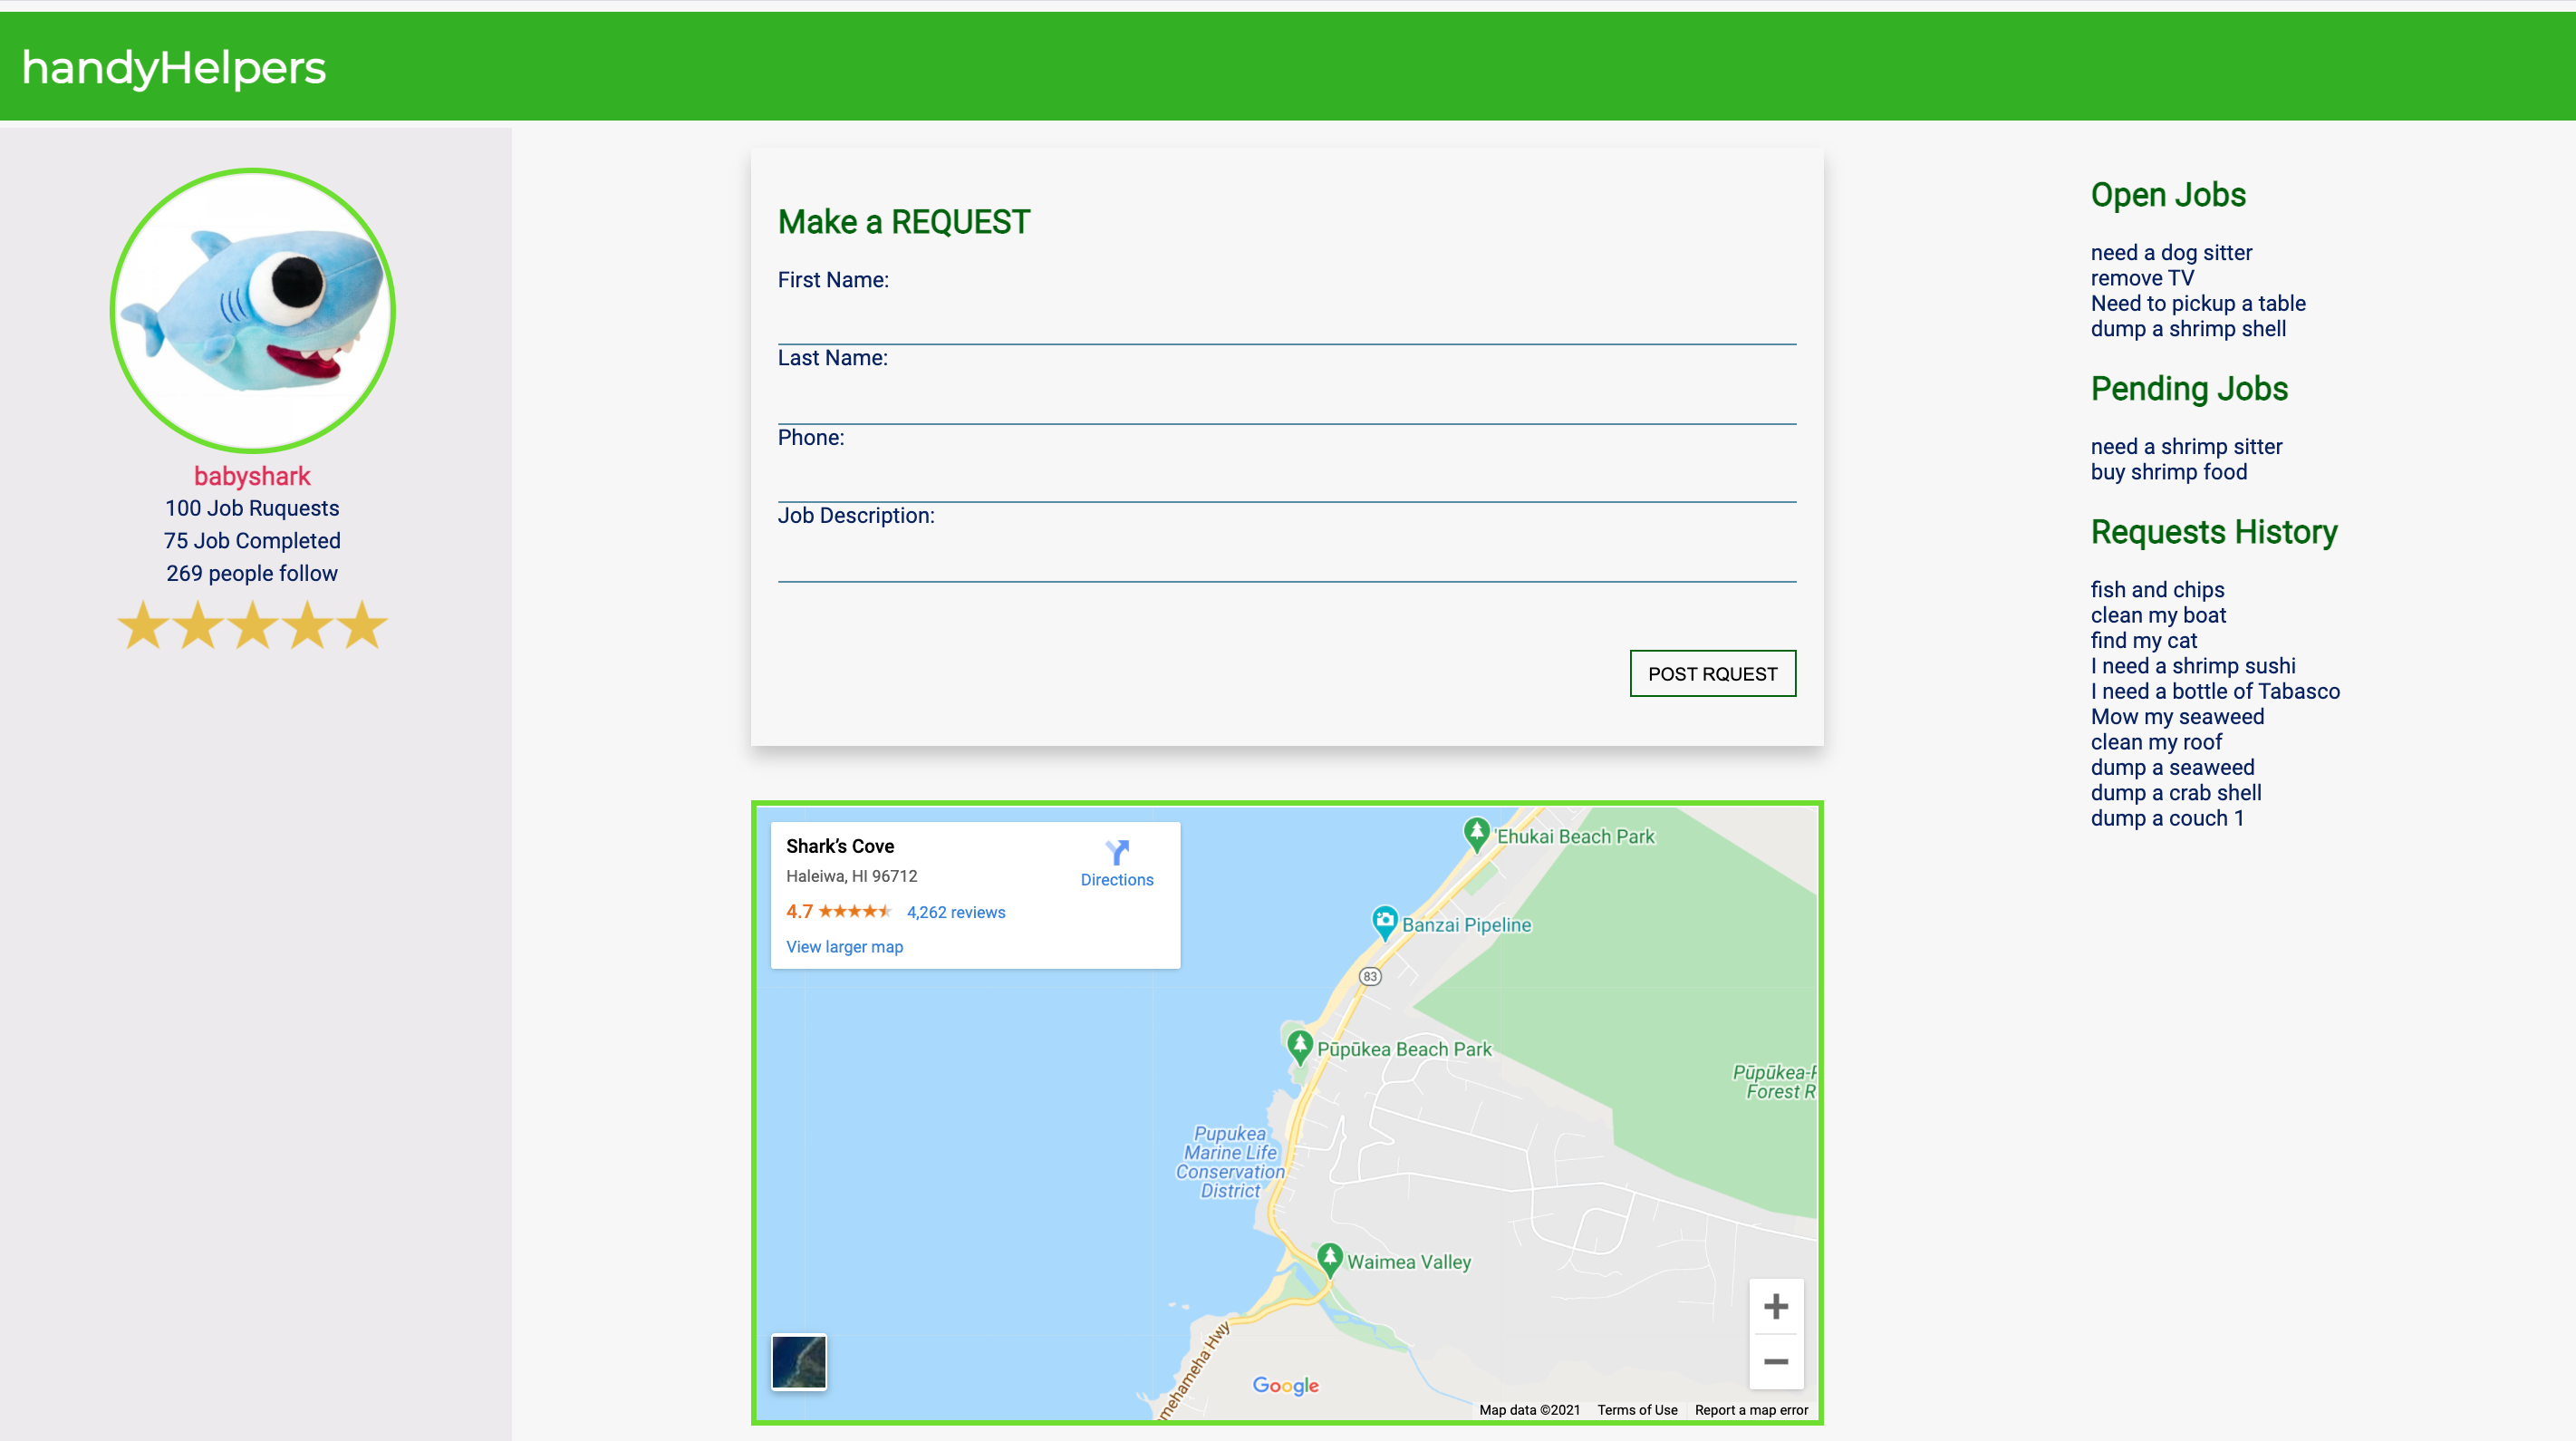 handyHelpers
babyshark
100 Job Ruquests
75 Job Completed
269 people follow
Make a REQUEST
First Name:
Last Name:
Phone:
Job Description:
POST RQUEST
Shark's Cove
Haleiwa, HI 96712
Directions
4.7
4,262 reviews
View larger map
'Ehukai Beach Park
Banzai Pipeline
83
Pūpūkea Beach Park
Pūpūkea-
Forest R
Pupukea
Marine Life
Conservation
District
Waimea Valley
mehameha Hwy
Google
Map data ©2021 Terms of Use Report a map error
Open Jobs
need a dog sitter
remove TV
Need to pickup a table
dump a shrimp shell
Pending Jobs
need a shrimp sitter
buy shrimp food
Requests History
fish and chips
clean my boat
find my cat
I need a shrimp sushi
I need a bottle of Tabasco
Mow my seaweed
clean my roof
dump a seaweed
dump a crab shell
dump a couch 1